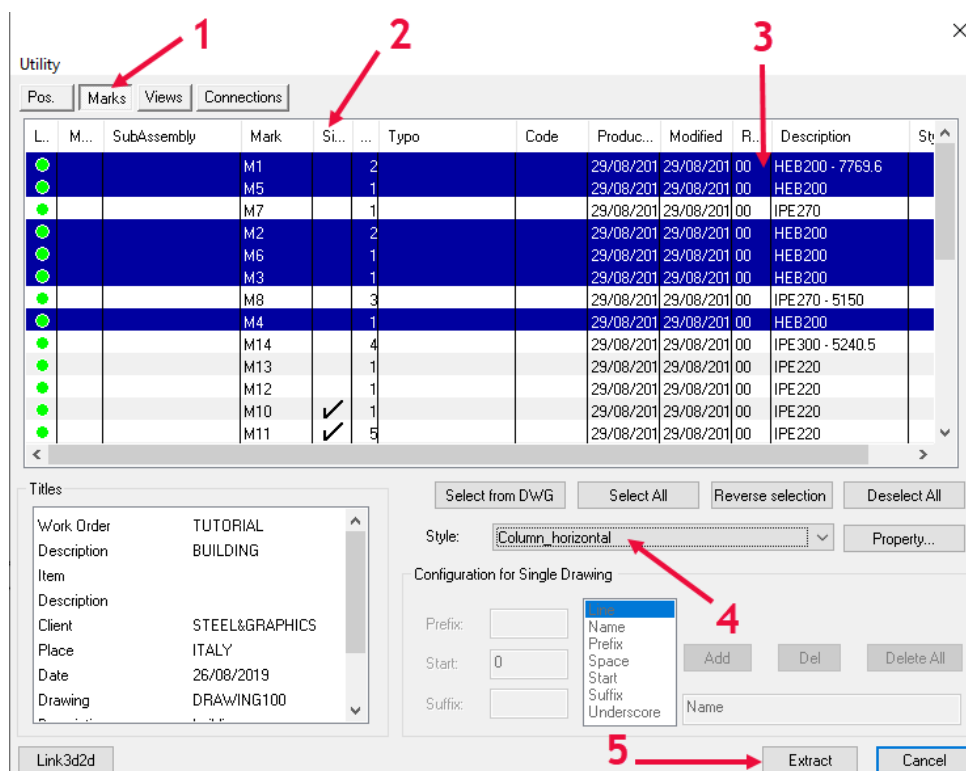 1 2 3
Utility
Pos. Marks Views Connections
L.. M... SubAssembly Mark Si... ... Typo Code Produc... Modified R.. Description Sty
M1 2 29/08/201 29/08/201 00 HEB200 - 7769.6
M5 1 29/08/201 29/08/201 00 HEB200
M7 1 29/08/201 29/08/201 00 IPE270
M2 2 29/08/201 29/08/201 00 HEB200
M6 1 29/08/201 29/08/201 00 HEB200
M3 1 29/08/201 29/08/201 00 HEB200
M8 3 29/08/201 29/08/201 00 IPE270 - 5150
M4 1 29/08/201 29/08/201 00 HEB200
M14 4 29/08/201 29/08/201 00 IPE300 - 5240.5
M13 1 29/08/201 29/08/201 00 IPE220
M12 1 29/08/201 29/08/201 00 IPE220
M10 1 29/08/201 29/08/201 00 IPE220
M11 5 29/08/201 29/08/201 00 IPE220
Titles
Work Order TUTORIAL
Description BUILDING
Item
Description
Client STEEL&GRAPHICS
Place ITALY
Date 26/08/2019
Drawing DRAWING100
Select from DWG Select All Reverse selection Deselect All
Style: Column_horizontal Property...
4
Configuration for Single Drawing
Prefix:
Start: 0
Suffix:
Line
Name
Prefix
Space
Start
Suffix
Underscore
Add Del Delete All
Name
5
Link3d2d Extract Cancel